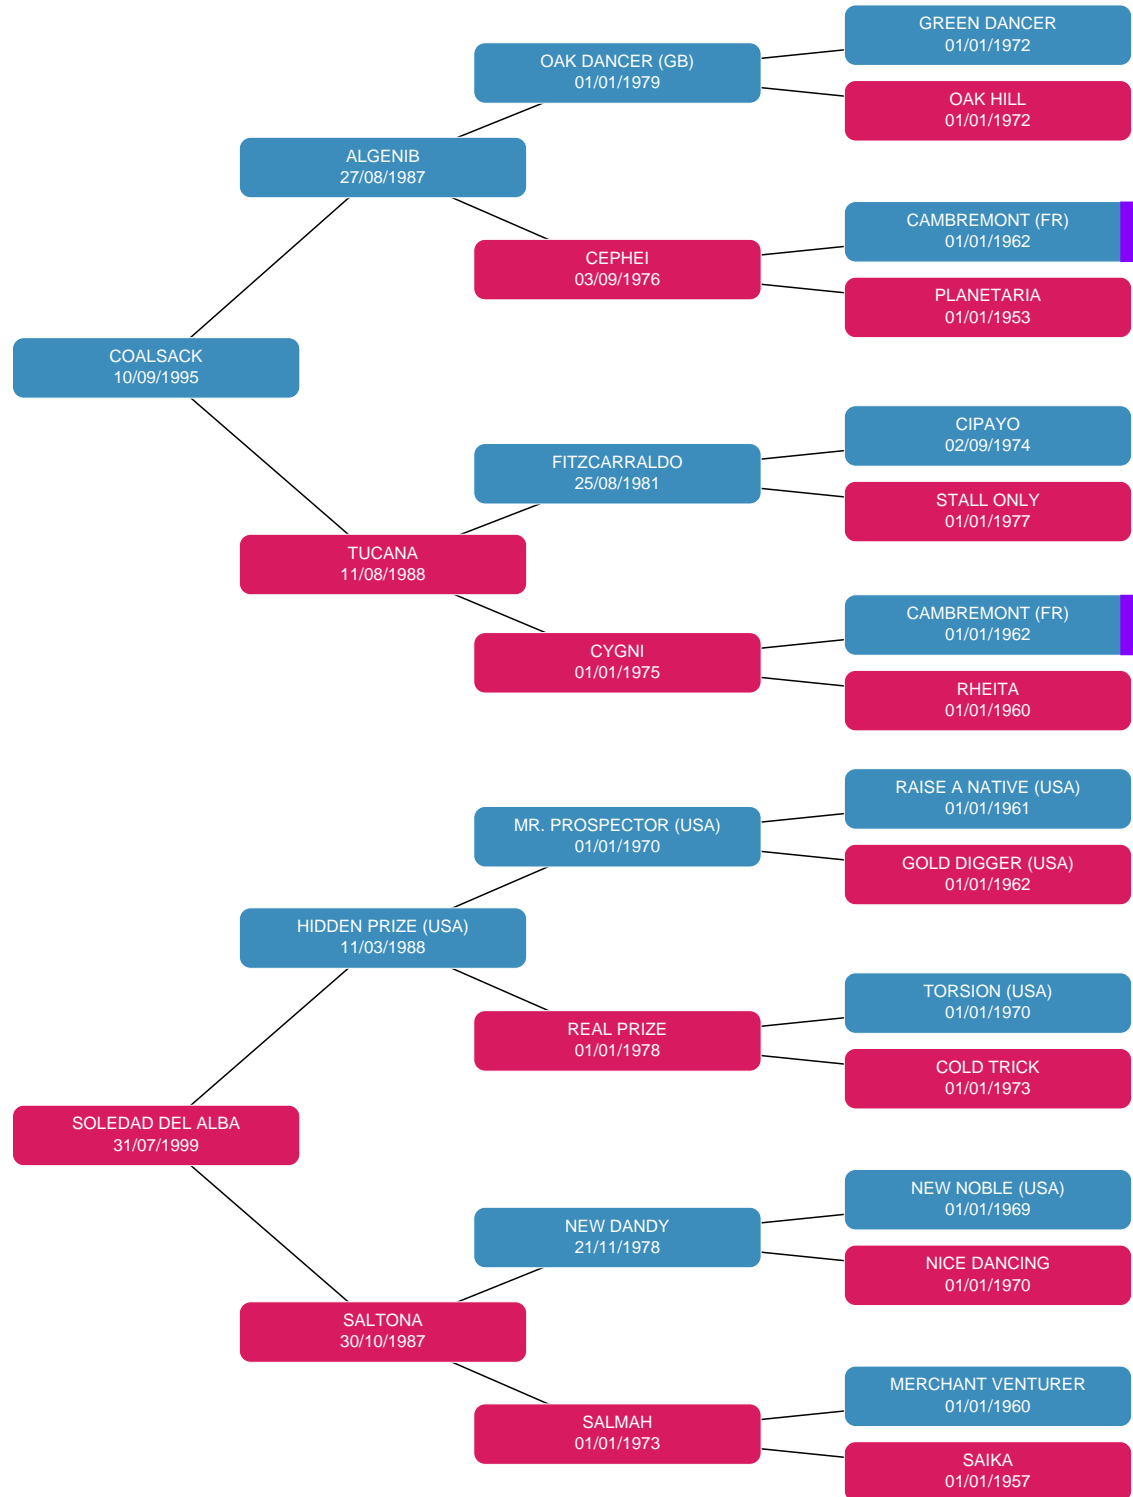 GREEN DANCER
01/01/1972
OAK DANCER (GB)
01/01/1979
OAK HILL
01/01/1972
ALGENIB
27/08/1987
CAMBREMONT (FR)
01/01/1962
CEPHEI
03/09/1976
PLANETARIA
01/01/1953
COALSACK
10/09/1995
CIPAYO
02/09/1974
FITZCARRALDO
25/08/1981
STALL ONLY
01/01/1977
TUCANA
11/08/1988
CAMBREMONT (FR)
01/01/1962
CYGNI
01/01/1975
RHEITA
01/01/1960
RAISE A NATIVE (USA)
01/01/1961
MR. PROSPECTOR (USA)
01/01/1970
GOLD DIGGER (USA)
01/01/1962
HIDDEN PRIZE (USA)
11/03/1988
TORSION (USA)
01/01/1970
REAL PRIZE
01/01/1978
COLD TRICK
01/01/1973
SOLEDAD DEL ALBA
31/07/1999
NEW NOBLE (USA)
01/01/1969
NEW DANDY
21/11/1978
NICE DANCING
01/01/1970
SALTONA
30/10/1987
MERCHANT VENTURER
01/01/1960
SALMAH
01/01/1973
SAIKA
01/01/1957